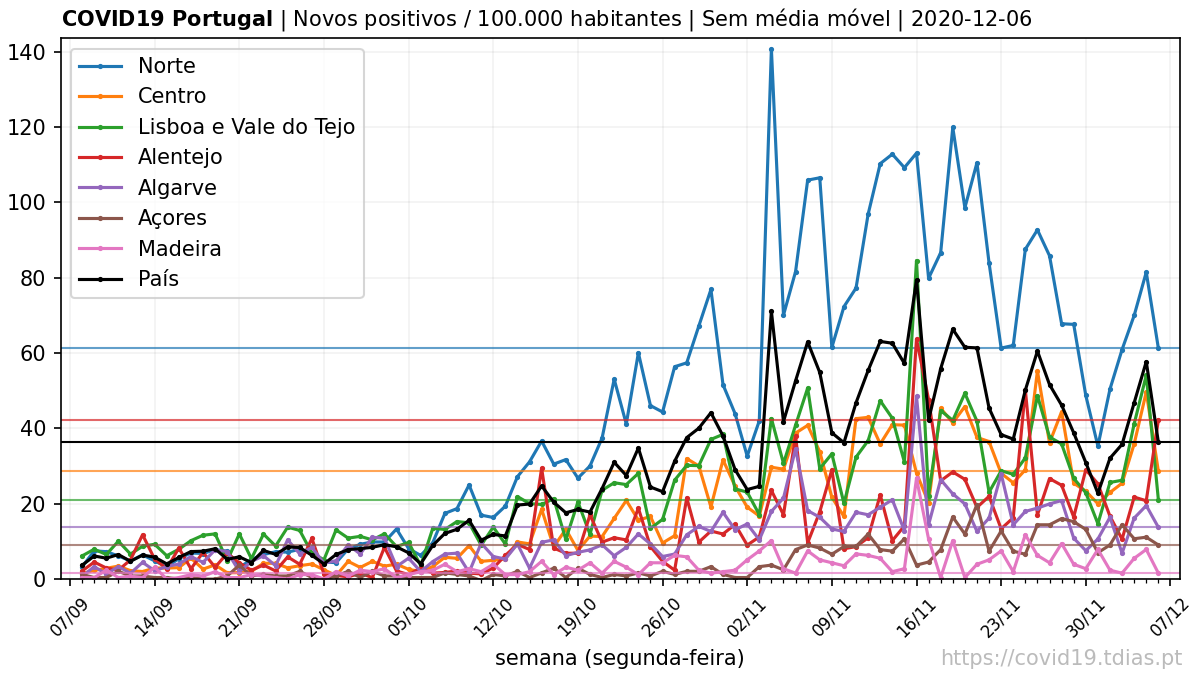 COVID19 Portugal | Novos positivos / 100.000 habitantes | Sem média móvel | 2020-12-06
140
120
100
80
60
40
20
0
Norte
Centro
Lisboa e Vale do Tejo
Alentejo
Algarve
Açores
Madeira
País
07/09 14/09 21/09 28/09 05/10 12/10 19/10 26/10 02/11 09/11 16/11 23/11 30/11 07/12
semana (segunda-feira)
https://covid19.tdias.pt